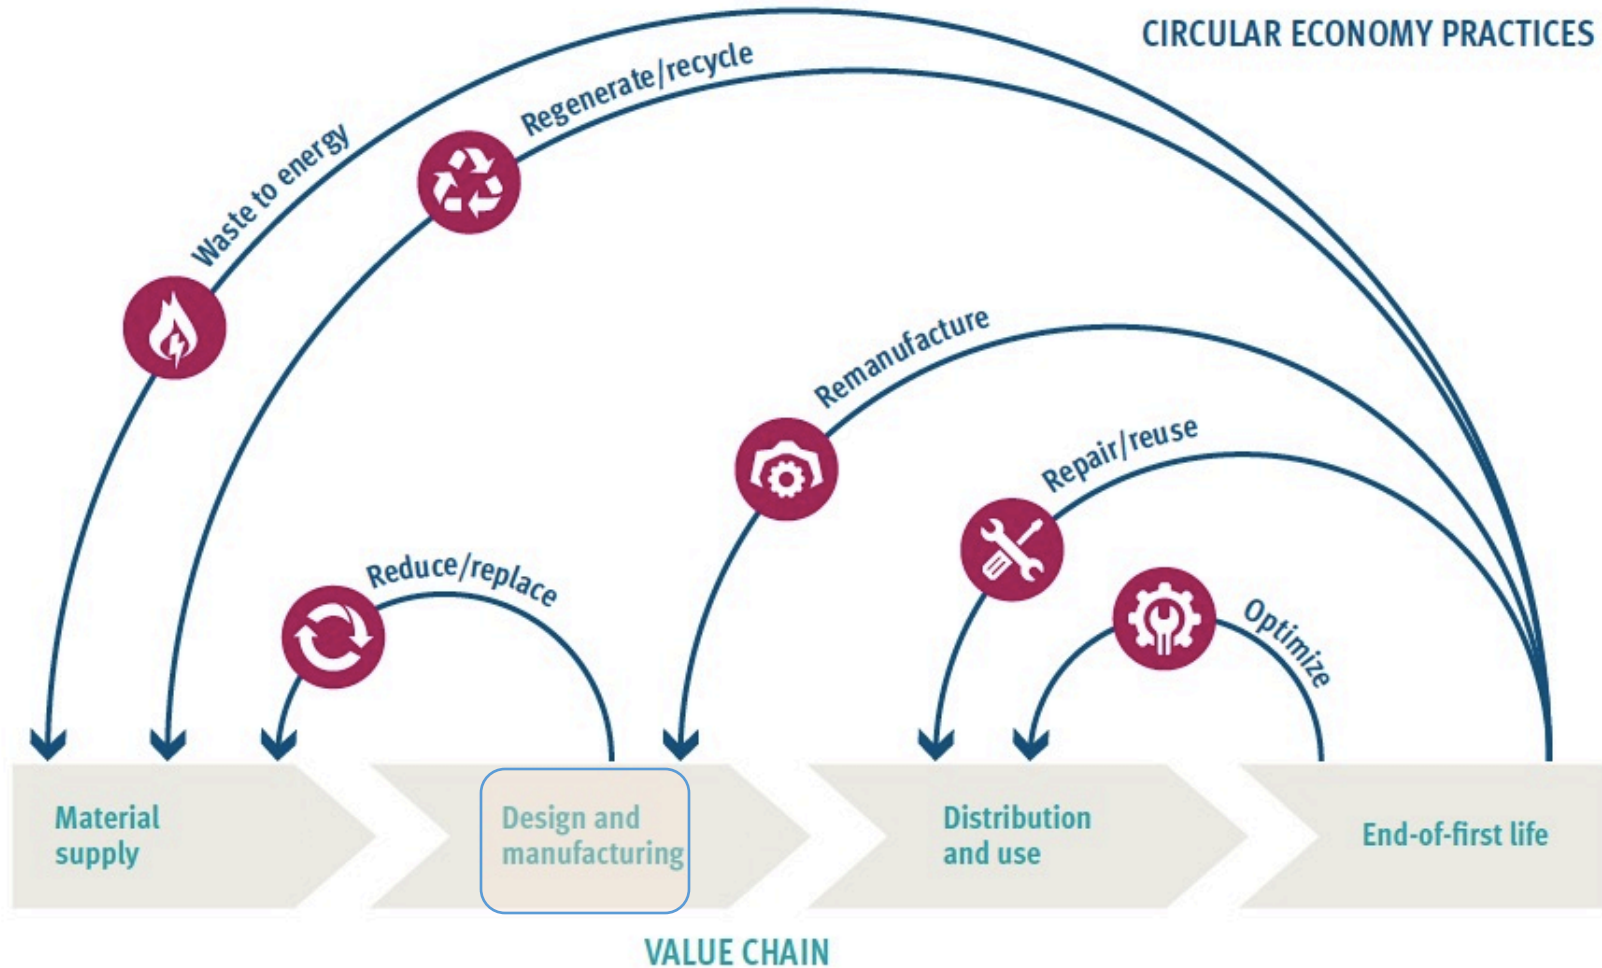 CIRCULAR ECONOMY PRACTICES
Regenerate/recycle
Waste to energy
Remanufacture
Repair/reuse
Reduce/replace
Optimize
Material
supply
Design and
manufacturing
Distribution
and use
End-of-first life
VALUE CHAIN